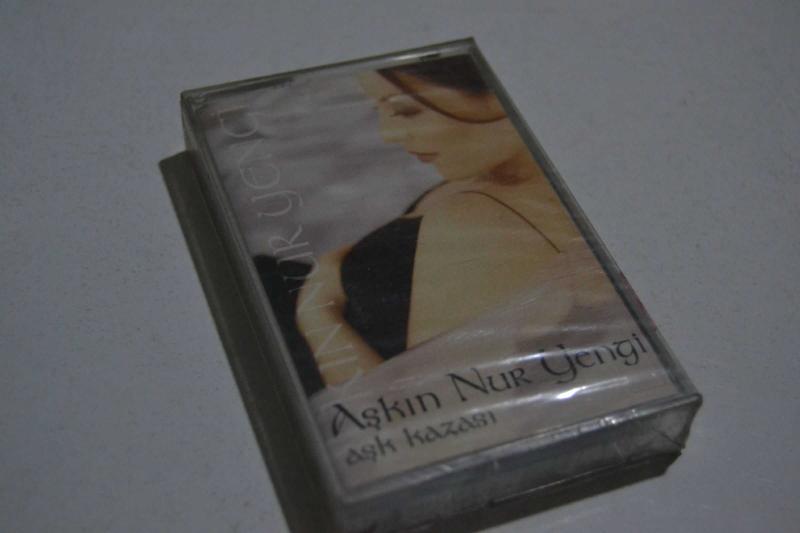 AŞKIN NUR YENGİ
Aşkın Nur Yengi
aşk kazası